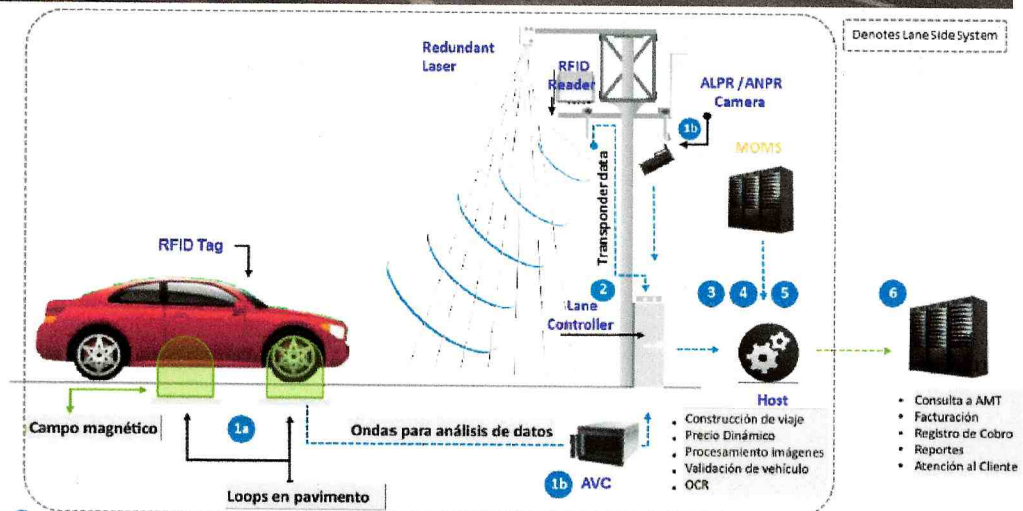 Denotes Lane Side System
Redundant
Laser
RFID
Reader
ALPR /ANPR
Camera
1b
MOMS
Transponder data
RFID Tag
2
3
4
5
6
Lane
Controller
Host
Campo magnético
1a
Ondas para análisis de datos
Loops en pavimento
1b
AVC
• Construcción de viaje
• Precio Dinámico
• Procesamiento imágenes
• Validación de vehículo
• OCR
• Consulta a AMT
• Facturación
• Registro de Cobro
• Reportes
• Atención al Cliente